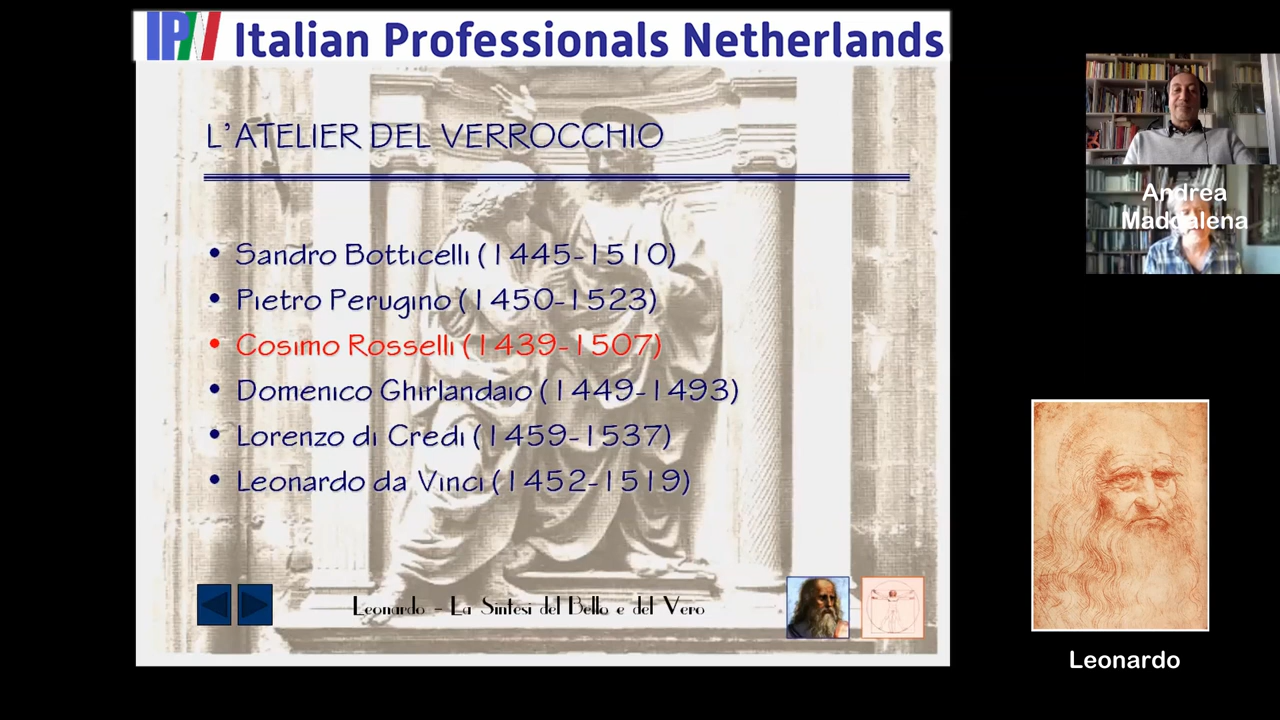 IPN Italian Professionals Netherlands
L'ATELIER DEL VERROCCHIO
• Sandro Botticelli (1445-1510)
• Pietro Perugino (1450-1523)
• Cosimo Rosselli (1439-1507)
• Domenico Ghirlandaio (1449-1493)
• Lorenzo di Credi (1459-1537)
• Leonardo da Vinci (1452-1519)
Leonardo - La Sintesi del Bello e del Vero
Andrea
Maddalena
Leonardo